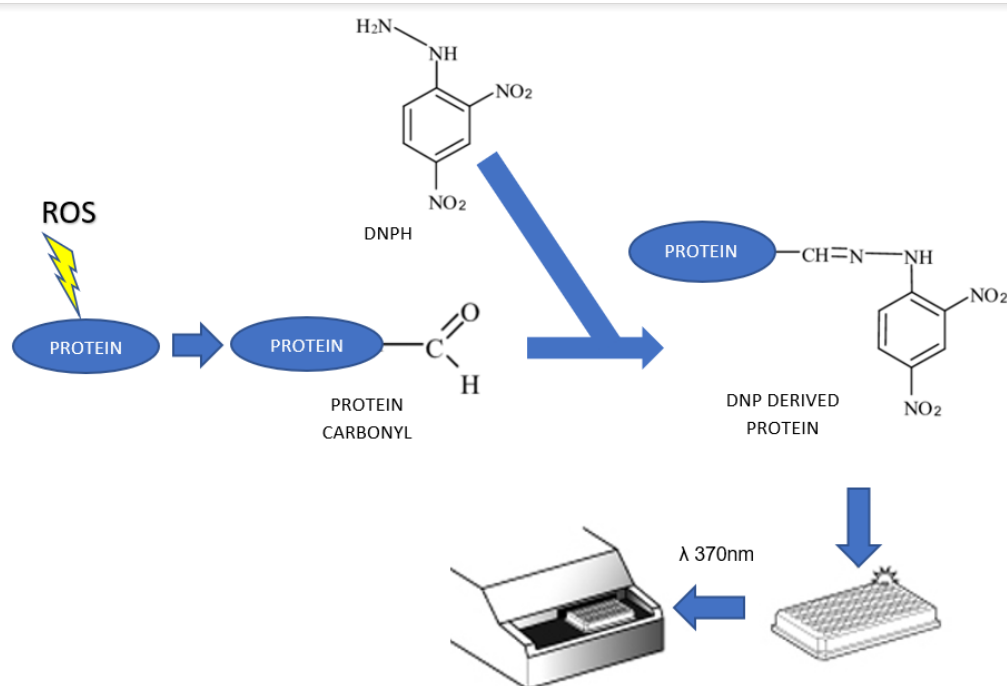 H₂N
NH
NO₂
NO₂
DNPH
ROS
PROTEIN
PROTEIN
O
C
H
PROTEIN
CARBONYL
PROTEIN
CH=N
NH
NO₂
NO₂
DNP DERIVED
PROTEIN
λ 370nm